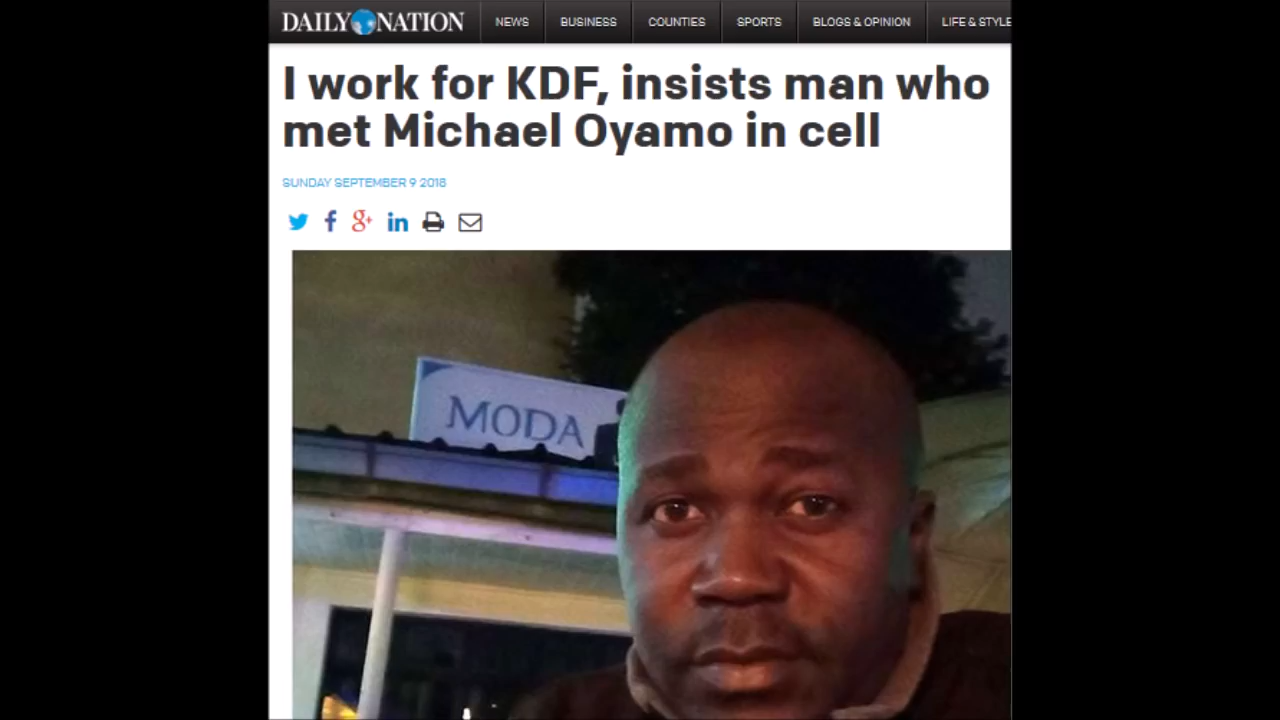 DAILY NATION NEWS BUSINESS COUNTIES SPORTS BLOGS & OPINION LIFE & STYLE
I work for KDF, insists man who
met Michael Oyamo in cell
SUNDAY SEPTEMBER 9 2018
MODA